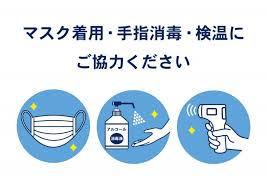 マスク着用・手指消毒・検温に
ご協力ください
アルコール
消毒液